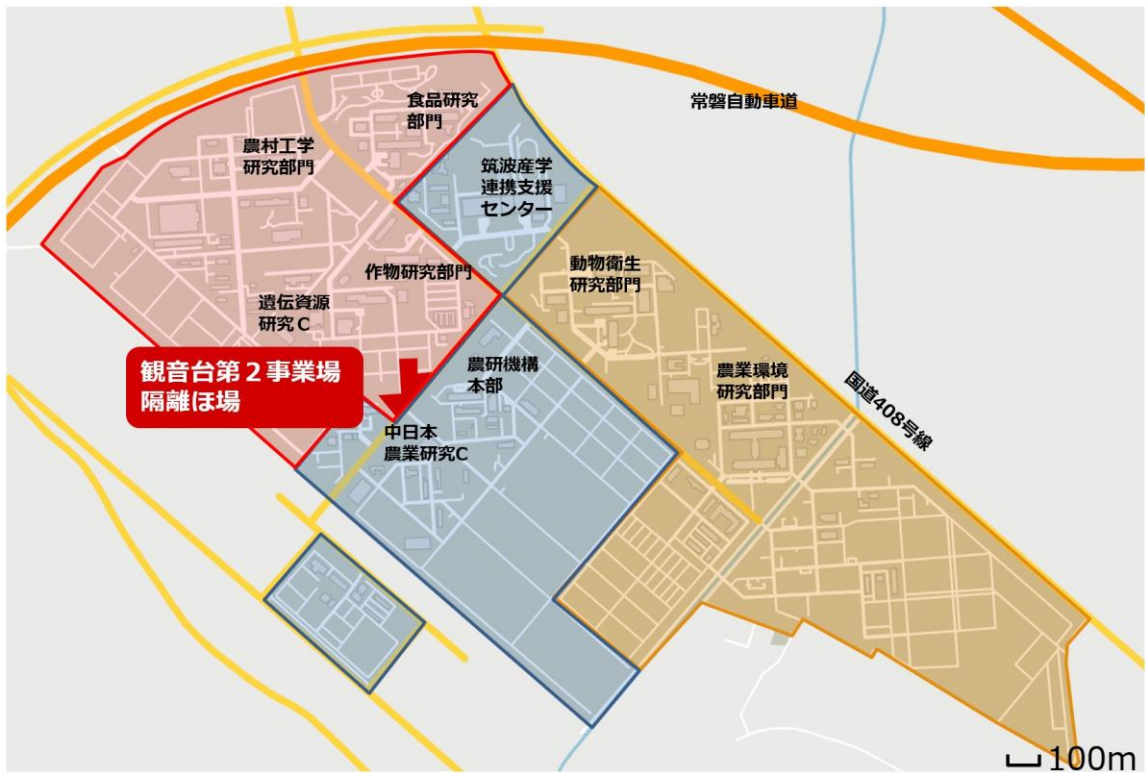 常磐自動車道
食品研究
部門
農村工学
研究部門
筑波産学
連携支援
センター
作物研究部門
動物衛生
研究部門
遺伝資源
研究C
観音台第2事業場
隔離ほ場
農研機構
本部
農業環境
研究部門
国道408号線
中日本
農業研究C
100m